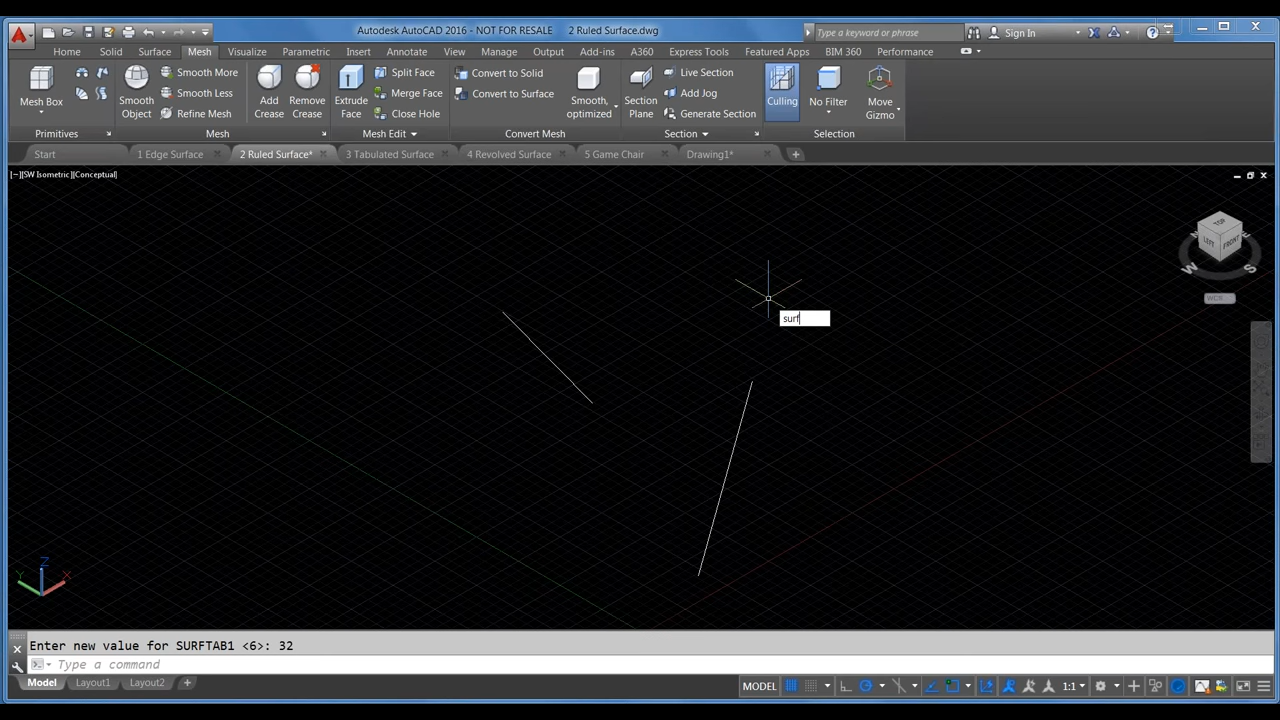 Autodesk AutoCAD 2016 - NOT FOR RESALE 2 Ruled Surface.dwg
Type a keyword or phrase
Sign In
Home Solid Surface Mesh Visualize Parametric Insert Annotate View Manage Output Add-ins A360 Express Tools Featured Apps BIM 360 Performance
Mesh Box
Primitives
Smooth Object
Smooth More
Smooth Less
Refine Mesh
Add Crease
Remove Crease
Mesh
Extrude Face
Split Face
Merge Face
Close Hole
Mesh Edit
Convert to Solid
Convert to Surface
Smooth, optimized
Convert Mesh
Section Plane
Live Section
Add Jog
Generate Section
Section
Culling
No Filter
Move Gizmo
Selection
Start 1 Edge Surface 2 Ruled Surface* 3 Tabulated Surface 4 Revolved Surface 5 Game Chair Drawing1*
[−][SW Isometric][Conceptual]
TOP
LEFT FRONT
W S
WCS
surf
Z
Y X
Enter new value for SURFTAB1 <6>: 32
Type a command
Model Layout1 Layout2
MODEL 1:1